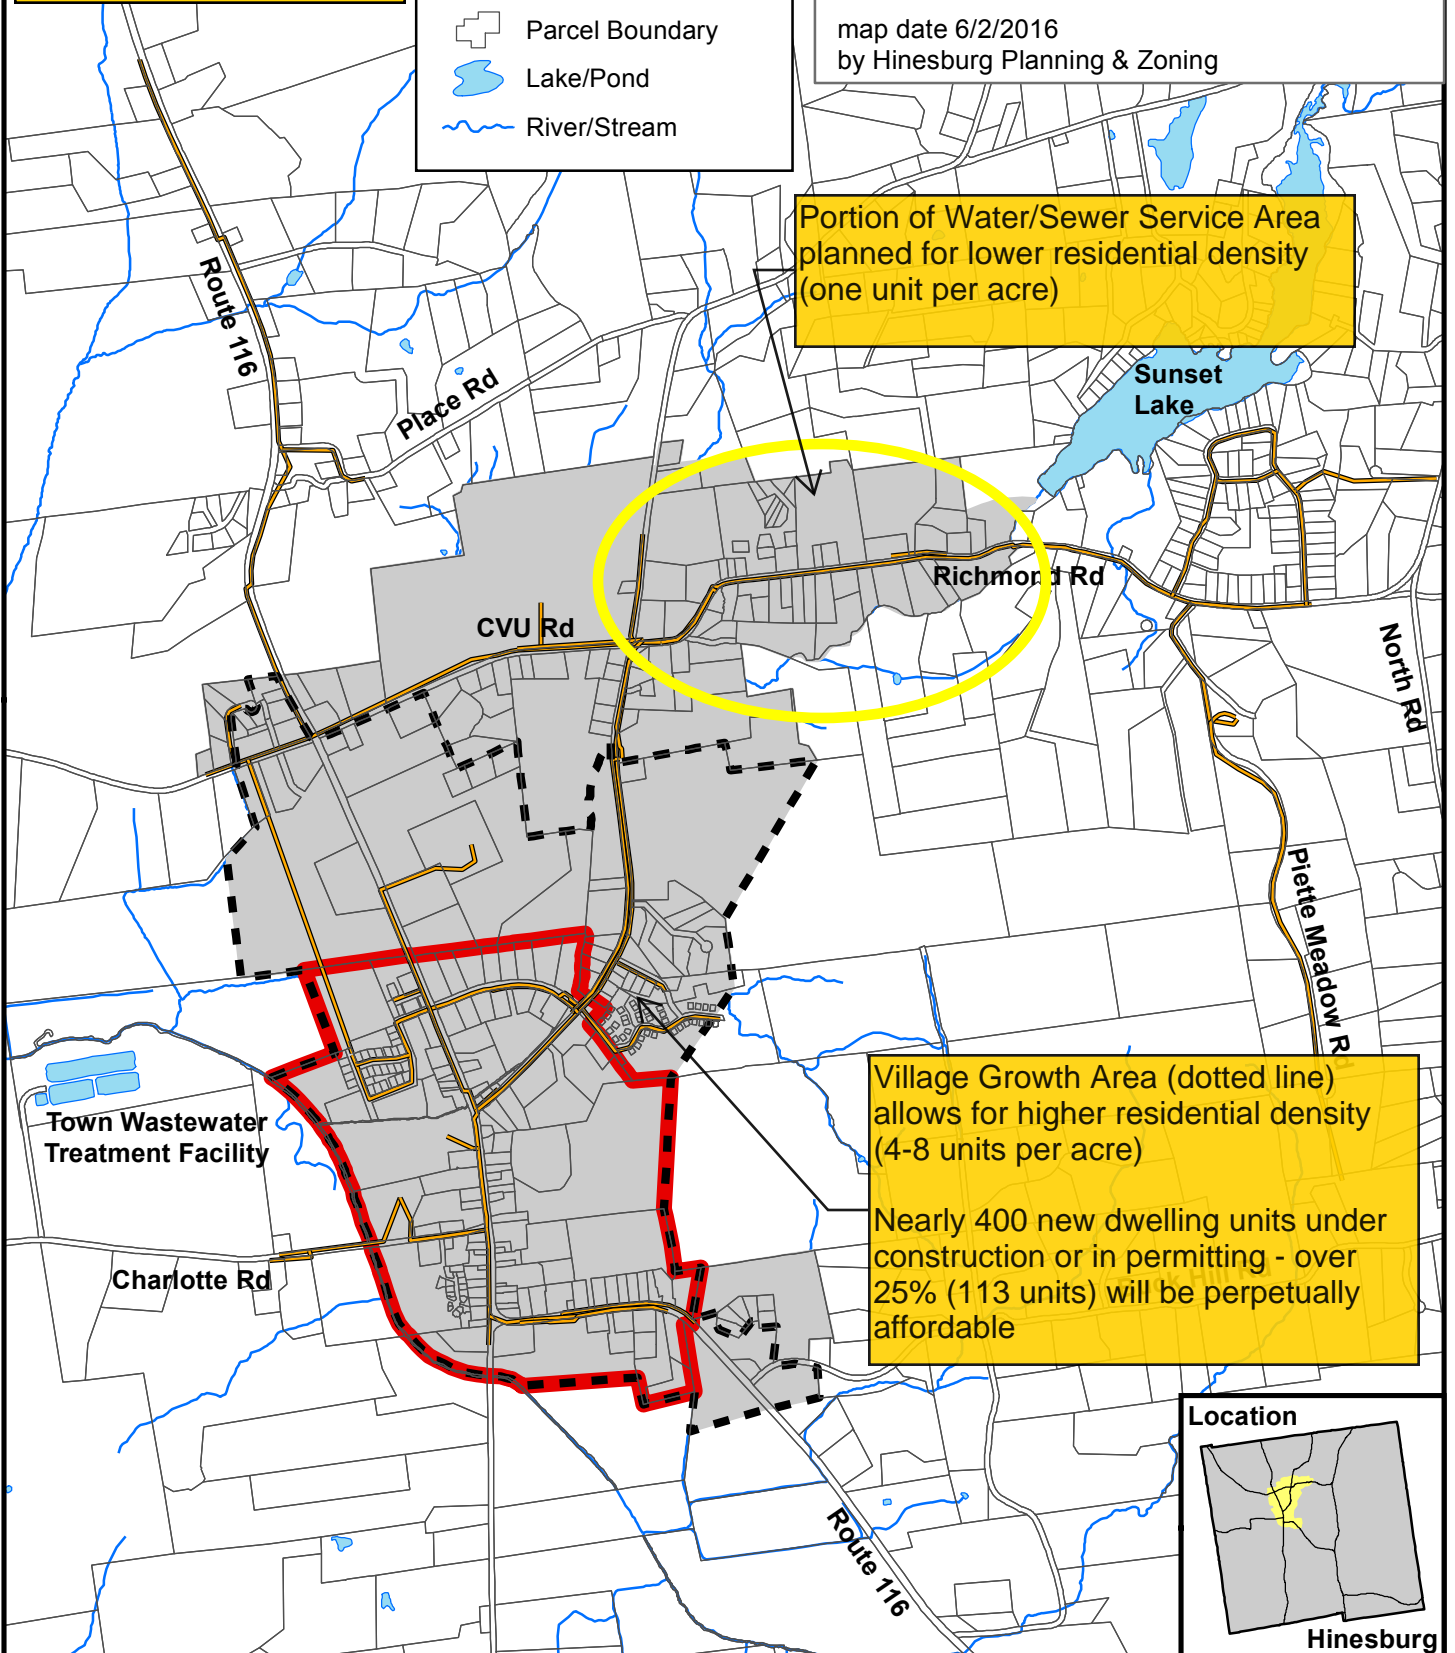 Parcel Boundary
Lake/Pond
River/Stream
map date 6/2/2016
by Hinesburg Planning & Zoning
Portion of Water/Sewer Service Area
planned for lower residential density
(one unit per acre)
Route 116
Place Rd
Sunset
Lake
Richmond Rd
CVU Rd
North Rd
Piette Meadow Rd
Town Wastewater
Treatment Facility
Village Growth Area (dotted line)
allows for higher residential density
(4-8 units per acre)
Nearly 400 new dwelling units under
construction or in permitting - over
25% (113 units) will be perpetually
affordable
Charlotte Rd
Route 116
Location
Hinesburg